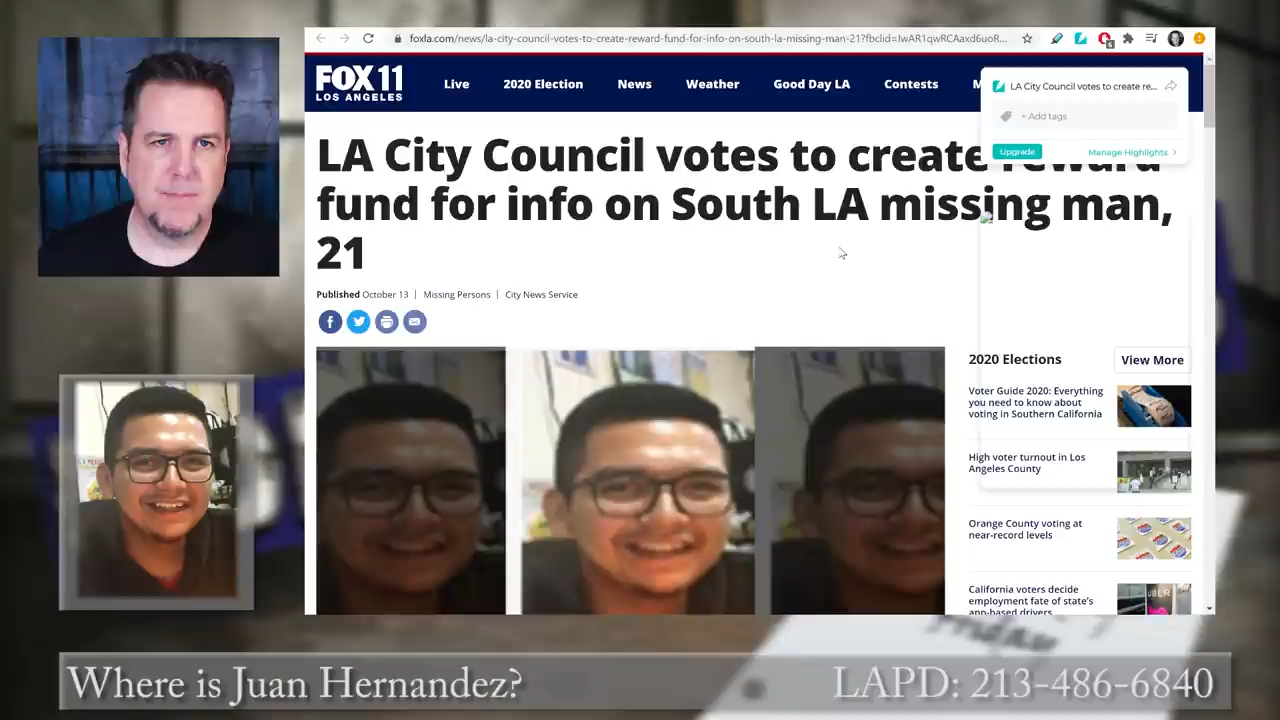 foxla.com/news/la-city-council-votes-to-create-reward-fund-for-info-on-south-la-missing-man-21?fbclid=IwAR1qwRCAaxd6uoR...
FOX 11
LOS ANGELES
Live 2020 Election News Weather Good Day LA Contests M
LA City Council votes to create re...
+ Add tags
Upgrade Manage Highlights
LA City Council votes to create reward
fund for info on South LA missing man,
21
Published October 13 | Missing Persons | City News Service
2020 Elections View More
Voter Guide 2020: Everything
you need to know about
voting in Southern California
High voter turnout in Los
Angeles County
Orange County voting at
near-record levels
California voters decide
employment fate of state's
app-based drivers
UBER
Friday
Where is Juan Hernandez? LAPD: 213-486-6840